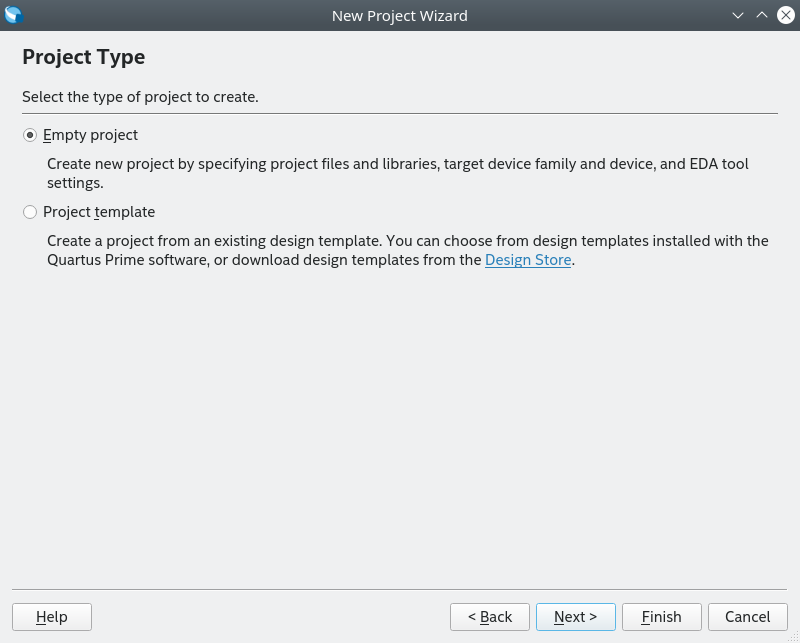 New Project Wizard
Project Type
Select the type of project to create.
Empty project
Create new project by specifying project files and libraries, target device family and device, and EDA tool
settings.
Project template
Create a project from an existing design template. You can choose from design templates installed with the
Quartus Prime software, or download design templates from the Design Store.
Help
< Back
Next >
Finish
Cancel